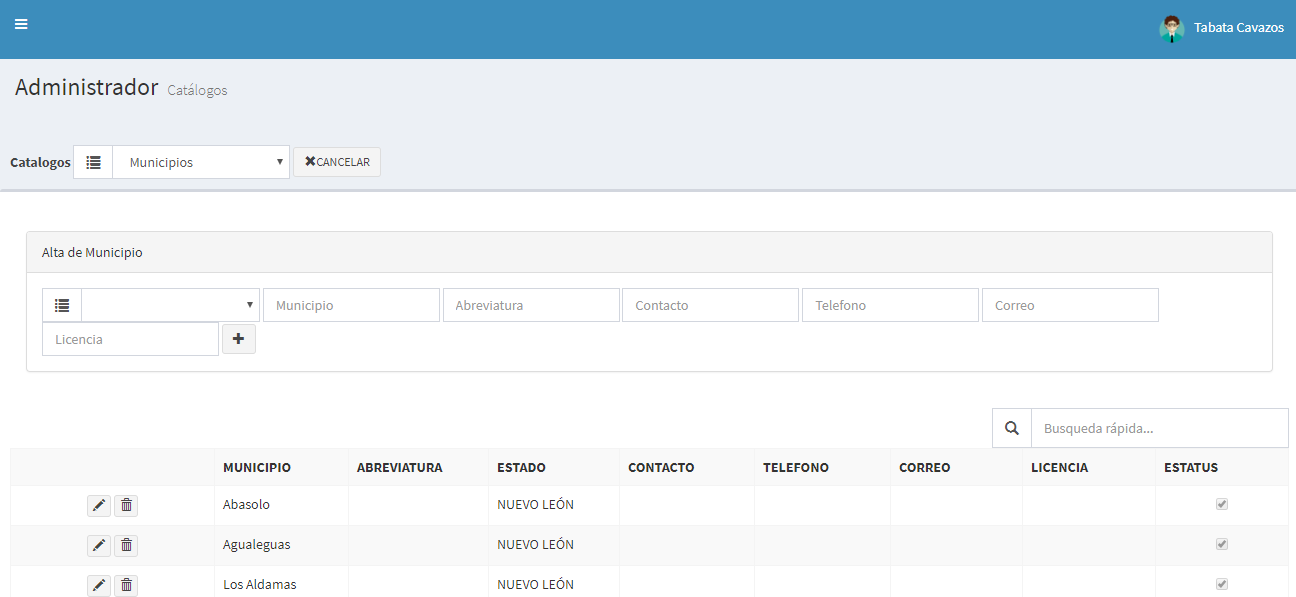 Tabata Cavazos
Administrador Catálogos
Catalogos Municipios CANCELAR
Alta de Municipio
Municipio Abreviatura Contacto Telefono Correo
Licencia
Busqueda rápida...
MUNICIPIO ABREVIATURA ESTADO CONTACTO TELEFONO CORREO LICENCIA ESTATUS
Abasolo NUEVO LEÓN
Agualeguas NUEVO LEÓN
Los Aldamas NUEVO LEÓN